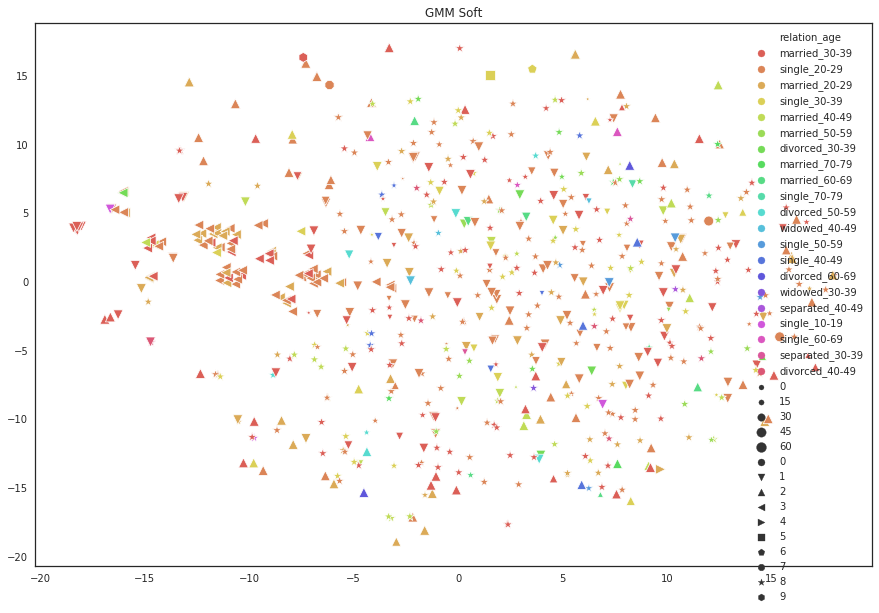 GMM Soft
relation_age
married_30-39
single_20-29
married_20-29
single_30-39
married_40-49
married_50-59
divorced_30-39
married_70-79
married_60-69
single_70-79
divorced_50-59
widowed_40-49
single_50-59
single_40-49
divorced_60-69
widowed_30-39
separated_40-49
single_10-19
single_60-69
separated_30-39
divorced_40-49
0
15
30
45
60
0
1
2
3
4
5
6
7
8
9
15
10
5
0
−5
−10
−15
−20
−20
−15
−10
−5
0
5
10
15